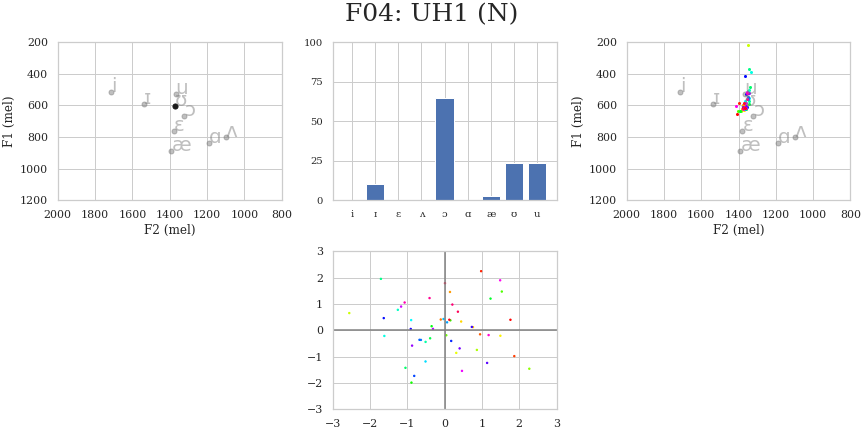 F04: UH1 (N)
200
400
600
800
1000
1200
F1 (mel)
2000 1800 1600 1400 1200 1000 800
F2 (mel)
i
ɪ
u
ʊ
ɔ
ɛ
æ
ɑ
ʌ
100
75
50
25
0
i ɪ ɛ ʌ ɔ ɑ æ ʊ u
200
400
600
800
1000
1200
F1 (mel)
2000 1800 1600 1400 1200 1000 800
F2 (mel)
i
ɪ
u
ʊ
ɔ
ɛ
æ
ɑ
ʌ
3
2
1
0
−1
−2
−3
−3 −2 −1 0 1 2 3